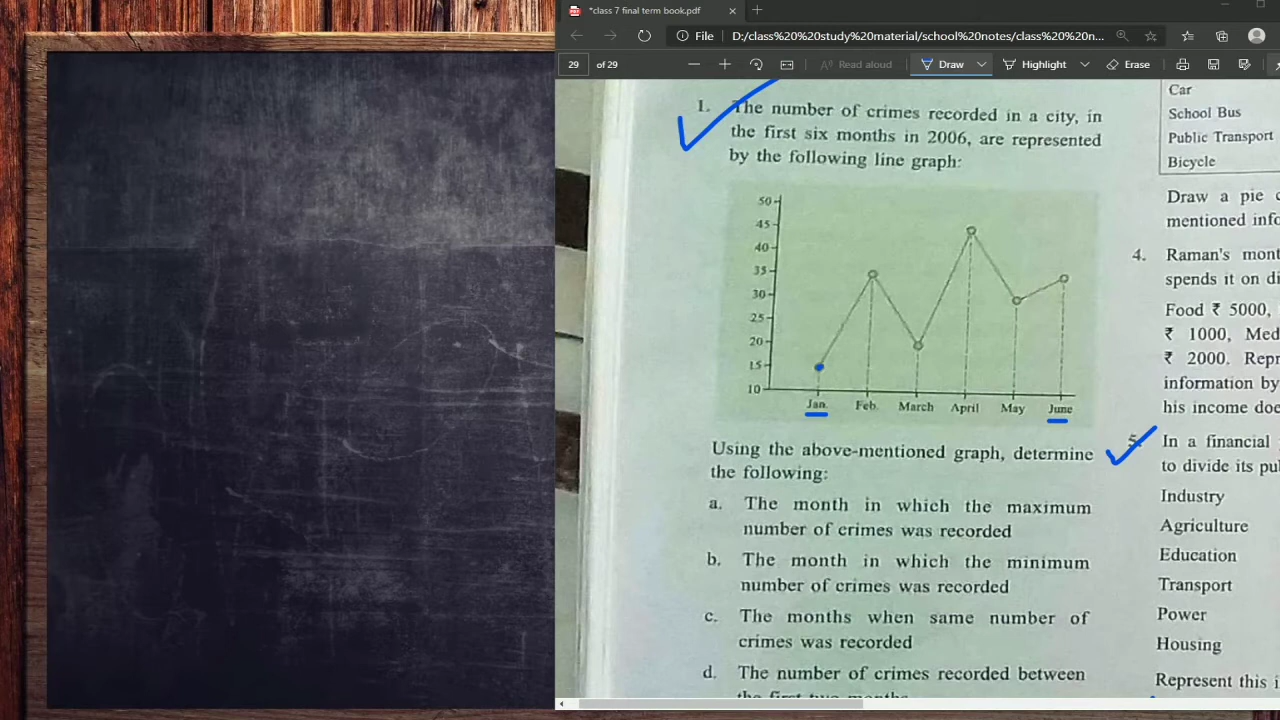 *class 7 final term book.pdf
File D:/class%20%20study%20material/school%20notes/class%20%20n...
29 of 29
Read aloud
Draw
Highlight
Erase
1. The number of crimes recorded in a city, in
the first six months in 2006, are represented
by the following line graph:
50
45
40
35
30
25
20
15
10
Jan. Feb. March April May June
Using the above-mentioned graph, determine
the following:
a. The month in which the maximum
number of crimes was recorded
b. The month in which the minimum
number of crimes was recorded
c. The months when same number of
crimes was recorded
d. The number of crimes recorded between
the first two months
Car
School Bus
Public Transport
Bicycle
Draw a pie
mentioned info
4. Raman's mont
spends it on di
Food ₹ 5000,
₹ 1000, Med
₹ 2000. Repr
information by
his income doe
5. In a financial
to divide its pu
Industry
Agriculture
Education
Transport
Power
Housing
Represent this i